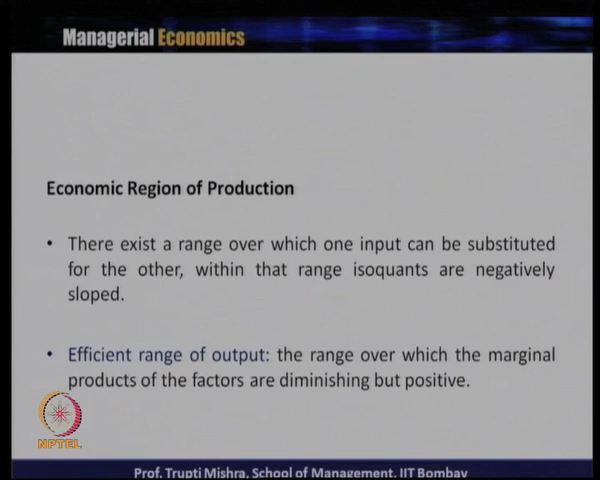 Managerial Economics
Economic Region of Production
• There exist a range over which one input can be substituted
for the other, within that range isoquants are negatively
sloped.
• Efficient range of output: the range over which the marginal
products of the factors are diminishing but positive.
NPTEL
Prof. Trupti Mishra, School of Management, IIT Bombay